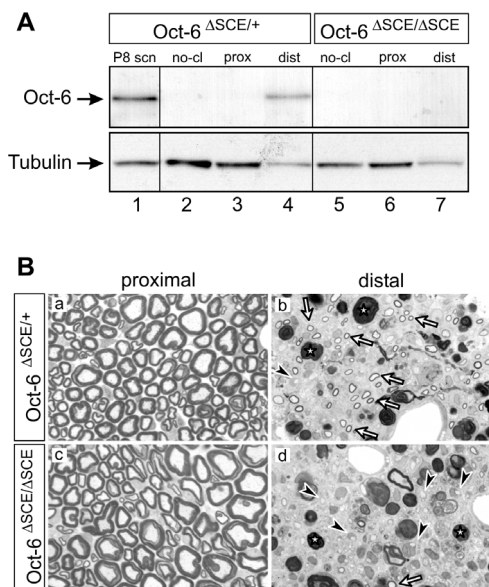 A
Oct-6 ΔSCE/+
Oct-6 ΔSCE/ΔSCE
P8 scn no-cl prox dist no-cl prox dist
Oct-6
Tubulin
1 2 3 4 5 6 7
B
proximal distal
Oct-6 ΔSCE/+
a
b
Oct-6 ΔSCE/ΔSCE
c
d